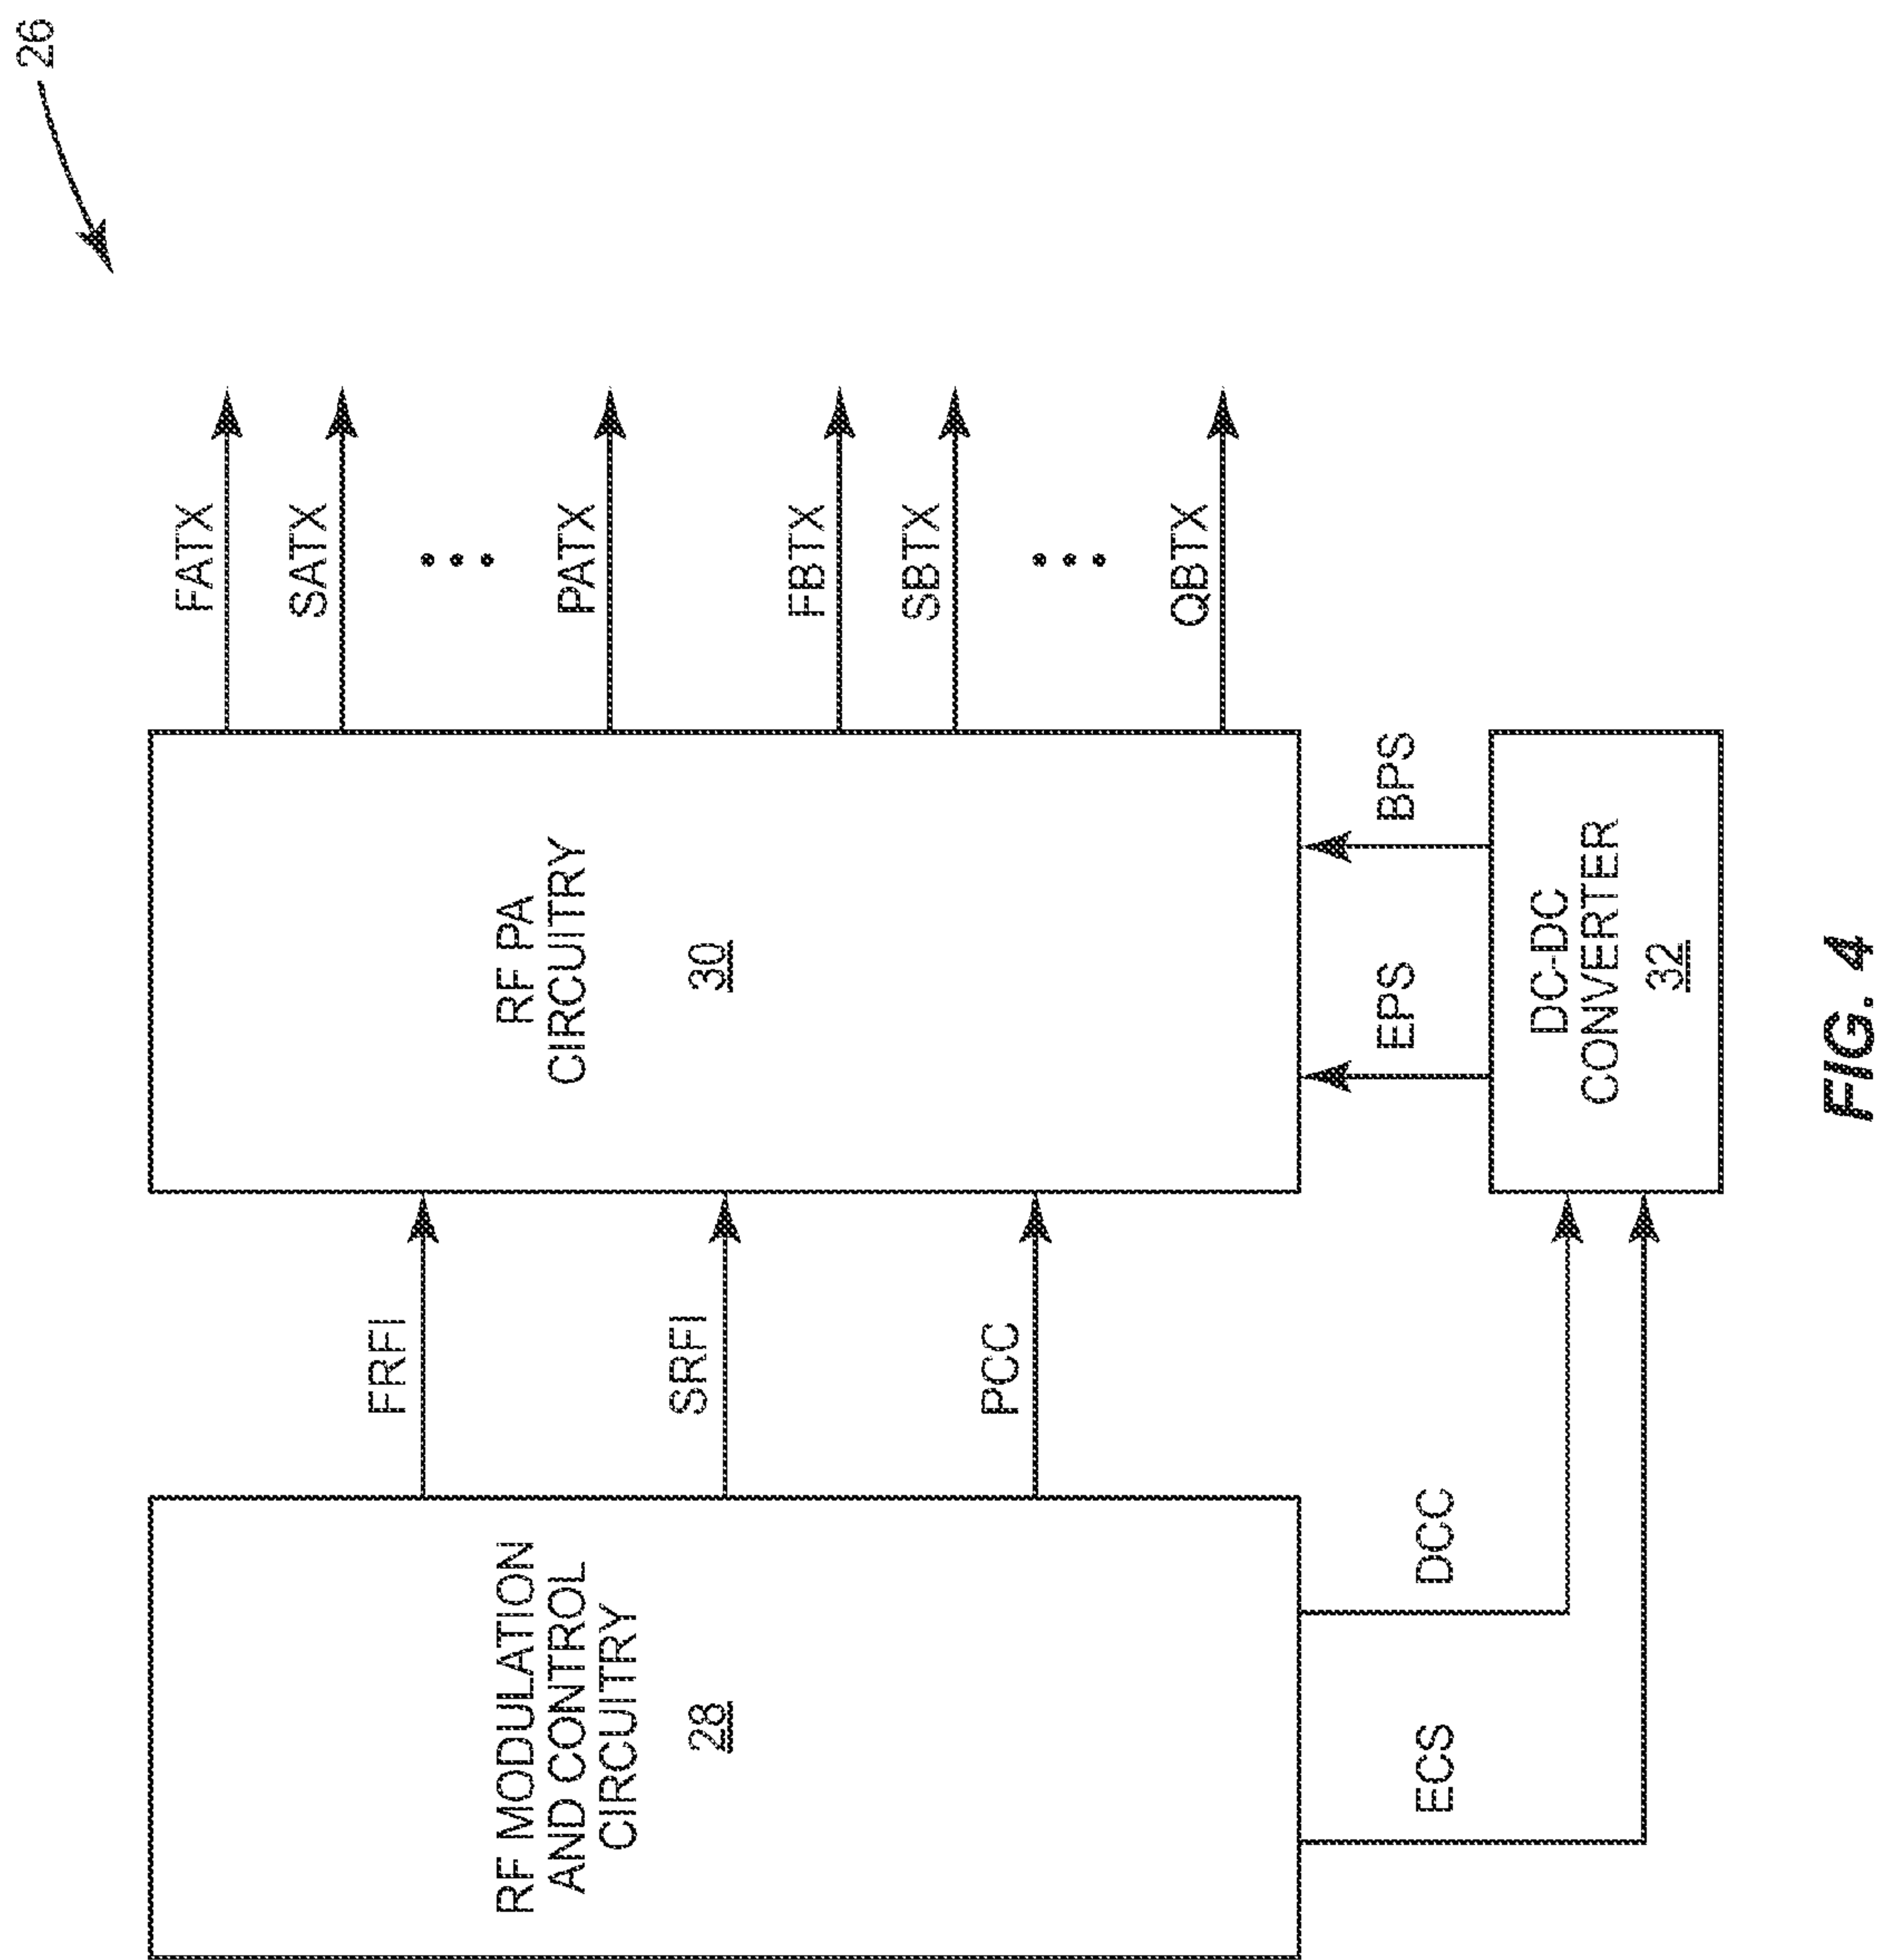 26
RF MODULATION
AND CONTROL
CIRCUITRY
28
FRFI
SRFI
PCC
ECS
DCC
RF PA
CIRCUITRY
30
EPS
BPS
DC-DC
CONVERTER
32
FATX
SATX
PATX
FBTX
SBTX
QBTX
FIG. 4